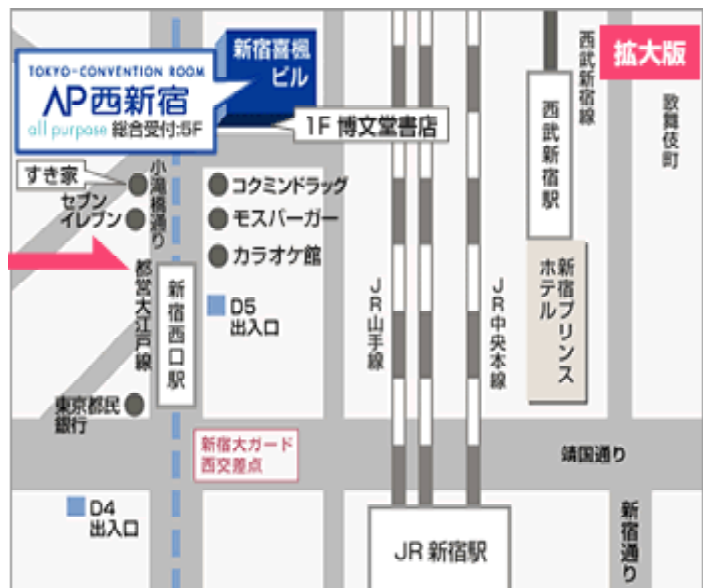 新宿喜楓
ビル
西武新宿線
拡大版
TOKYO-CONVENTION ROOM
AP西新宿
all purpose 総合受付:5F
1F 博文堂書店
西武新宿駅
歌舞伎町
すき家
小滝橋通り
コクミンドラッグ
セブン
イレブン
モスバーガー
カラオケ館
都営大江戸線
新宿西口駅
D5
出入口
JR山手線
JR中央本線
新宿プリンス
ホテル
東京都民
銀行
新宿大ガード
西交差点
靖国通り
D4
出入口
JR 新宿駅
新宿通り